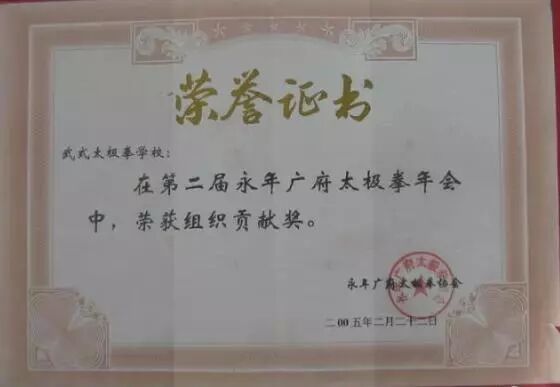 荣誉证书
武式太极拳学校：
在第二届永年广府太极拳年会
中，荣获组织贡献奖。
永年广府太极拳协会
二00五年二月二十二日